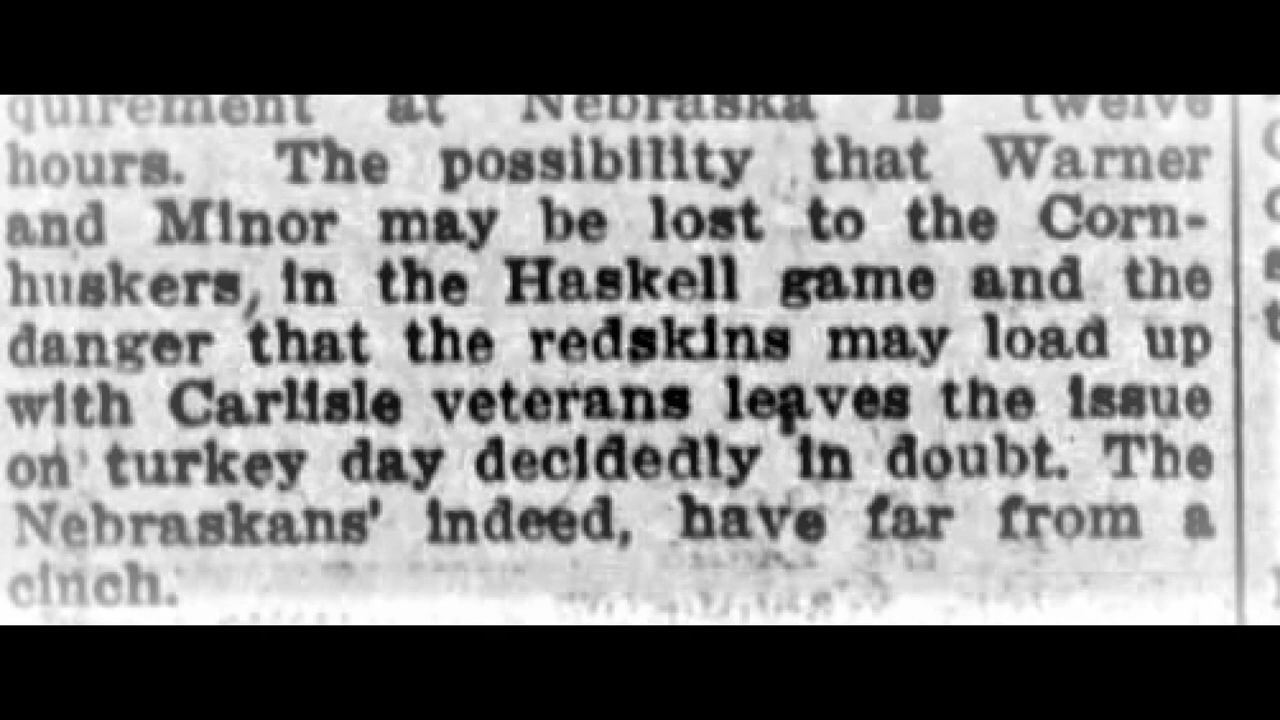 quirement at Nebraska is twelve
hours. The possibility that Warner
and Minor may be lost to the Corn-
huskers, in the Haskell game and the
danger that the redskins may load up
with Carlisle veterans leaves the issue
on turkey day decidedly in doubt. The
Nebraskans' indeed, have far from a
cinch.